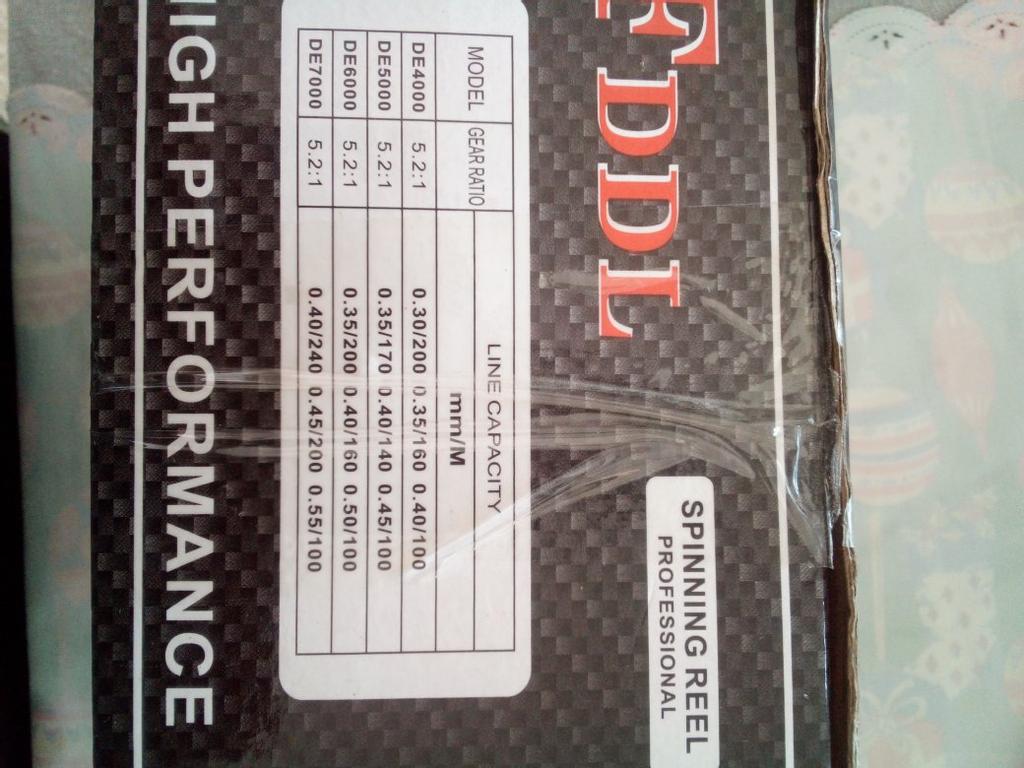 FDDL
SPINNING REEL
PROFESSIONAL
MODEL GEAR RATIO LINE CAPACITY
mm/M
DE4000 5.2:1 0.30/200 0.35/160 0.40/100
DE5000 5.2:1 0.35/170 0.40/140 0.45/100
DE6000 5.2:1 0.35/200 0.40/160 0.50/100
DE7000 5.2:1 0.40/240 0.45/200 0.55/100
HIGH PERFORMANCE